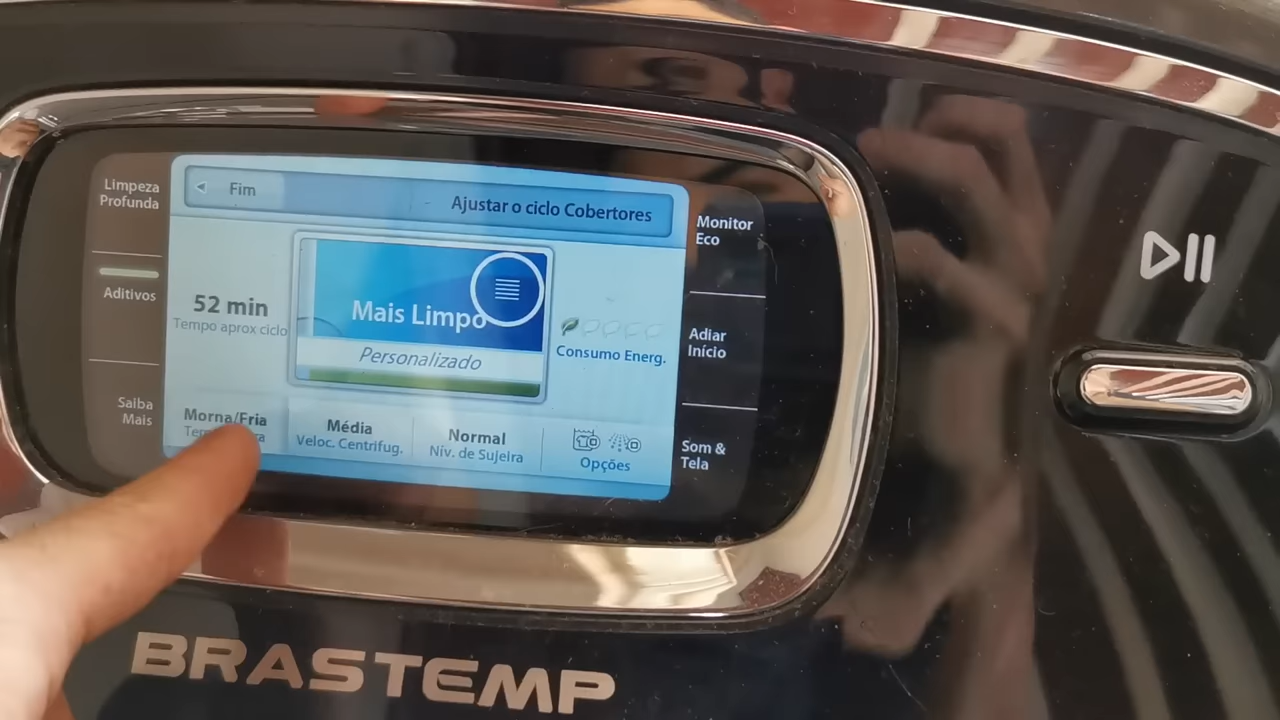 Limpeza
Profunda
Aditivos
Saiba
Mais
Fim
Ajustar o ciclo Cobertores
52 min
Tempo aprox ciclo
Mais Limpo
Personalizado
Consumo Energ.
Morna/Fria
Média
Veloc. Centrifug.
Normal
Nív. de Sujeira
Opções
Monitor
Eco
Adiar
Início
Som &
Tela
BRASTEMP